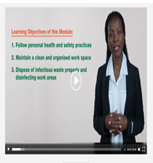 Learning Objectives of this Module:
1. Follow personal health and safety practices
2. Maintain a clean and organised work space
3. Dispose of infectious waste properly and
disinfecting work areas